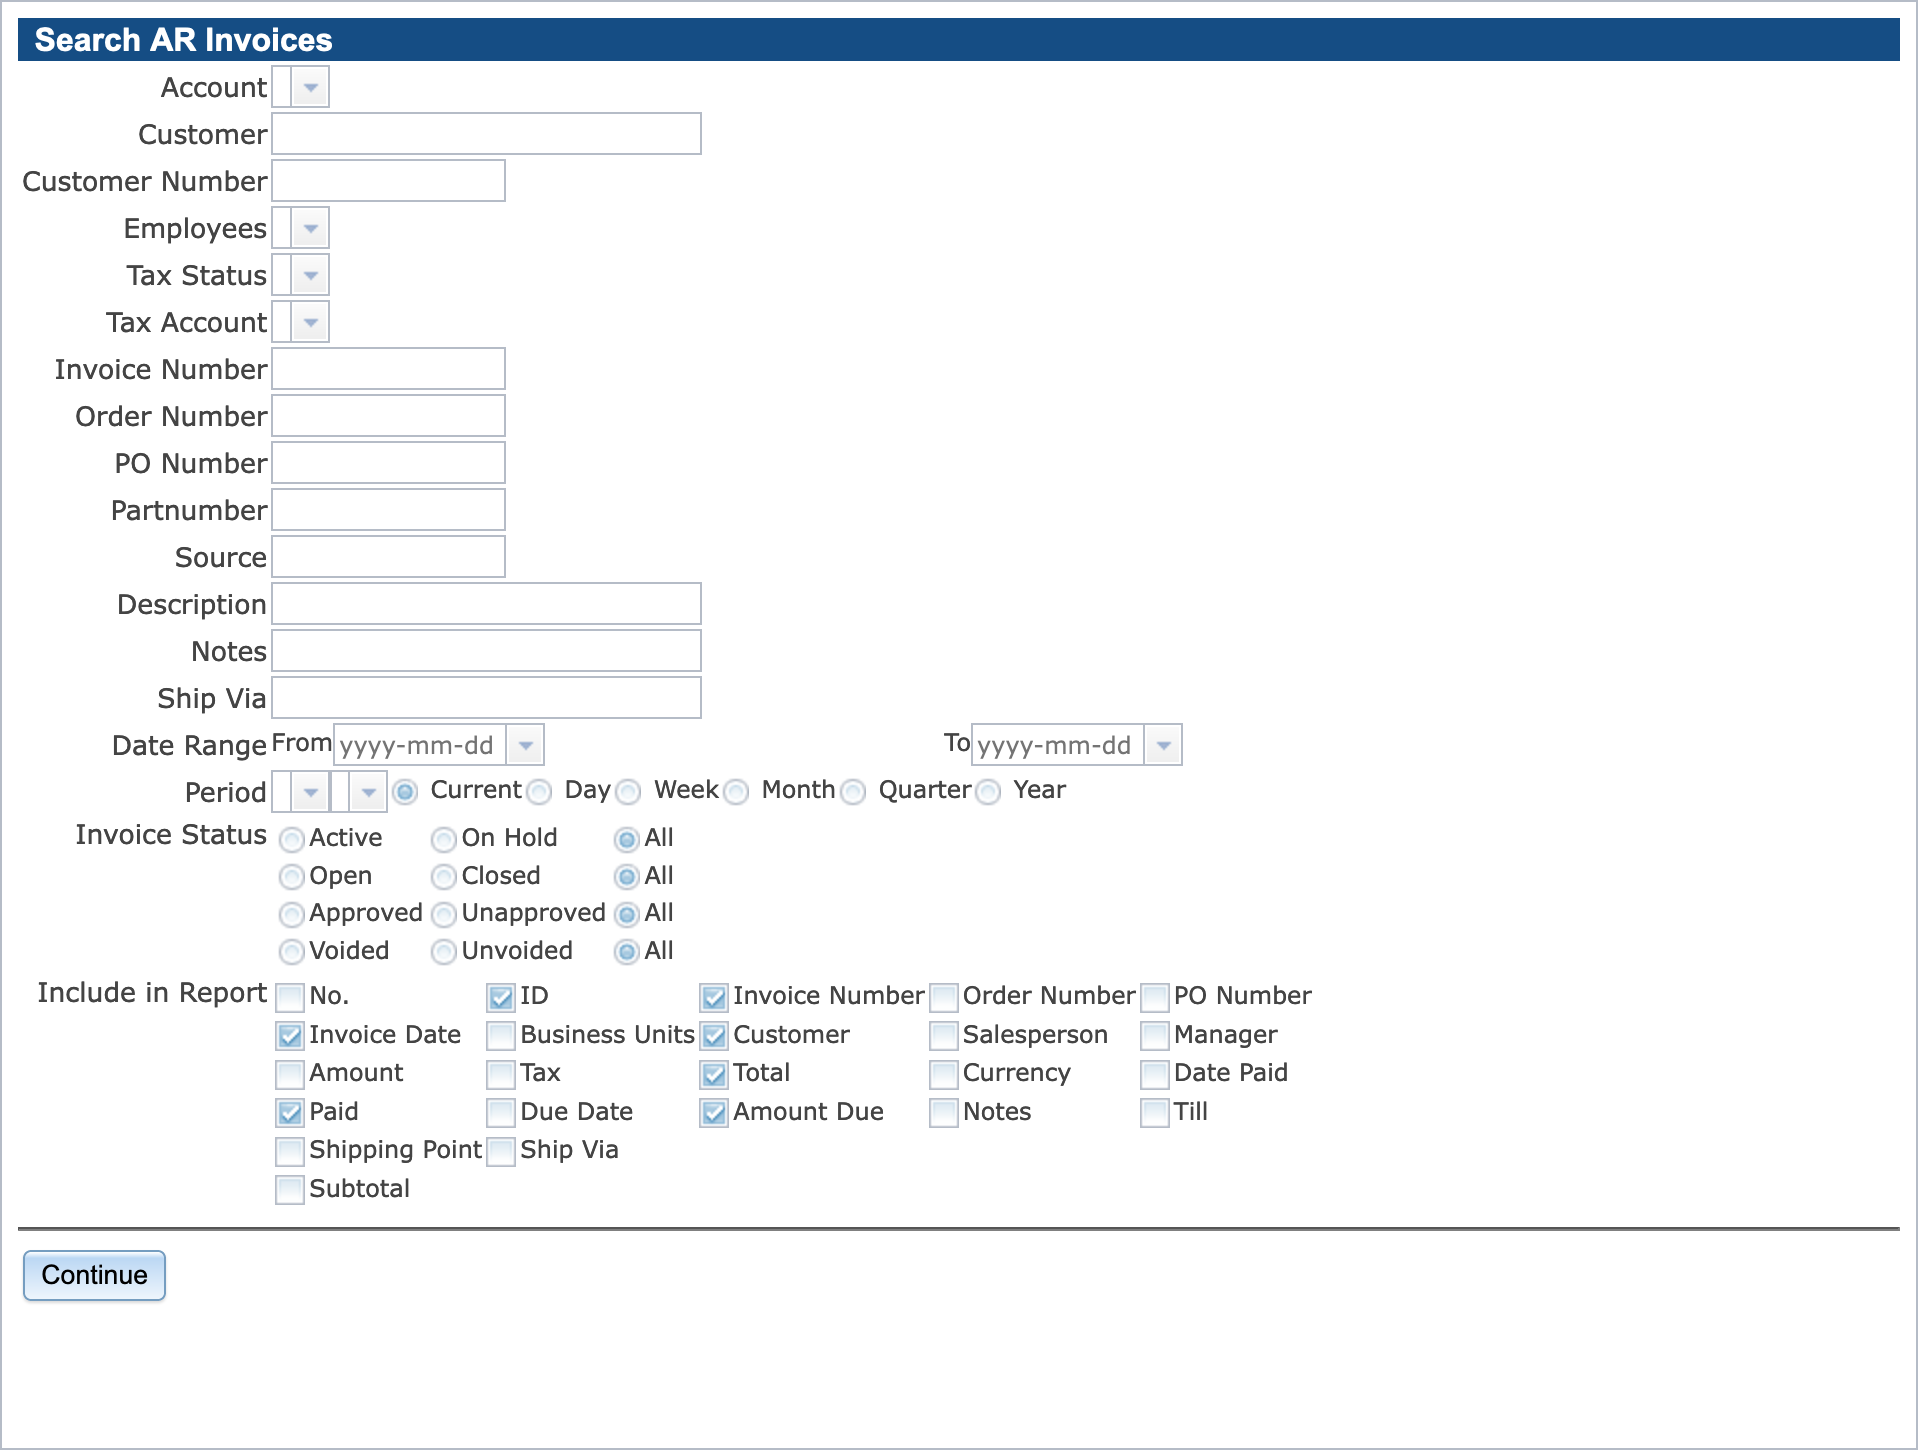 Search AR Invoices
Account
Customer
Customer Number
Employees
Tax Status
Tax Account
Invoice Number
Order Number
PO Number
Partnumber
Source
Description
Notes
Ship Via
Date Range From yyyy-mm-dd To yyyy-mm-dd
Period Current Day Week Month Quarter Year
Invoice Status Active On Hold All
Open Closed All
Approved Unapproved All
Voided Unvoided All
Include in Report No. ID Invoice Number Order Number PO Number
Invoice Date Business Units Customer Salesperson Manager
Amount Tax Total Currency Date Paid
Paid Due Date Amount Due Notes Till
Shipping Point Ship Via
Subtotal
Continue